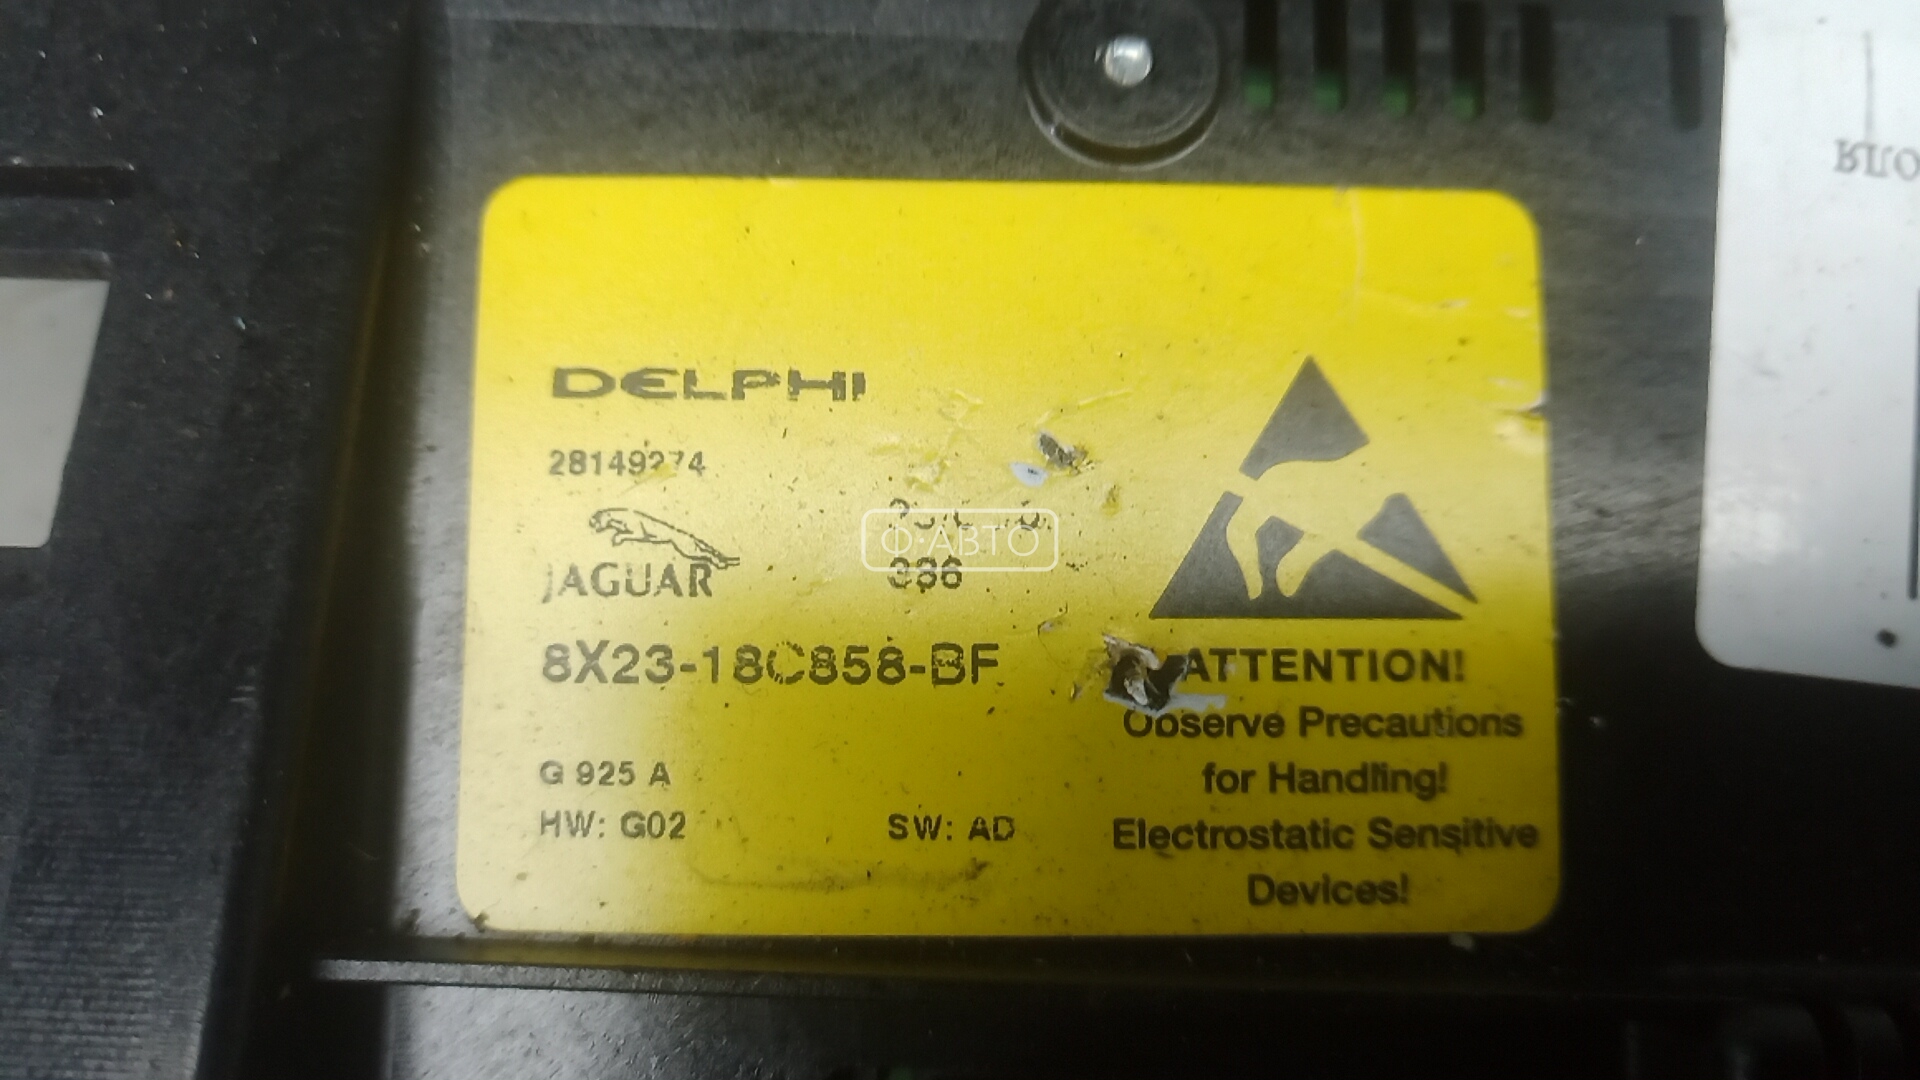 DELPHI
28149274
JAGUAR
386
8X23-18C858-BF
G 925 A
HW: G02
SW: AD
ATTENTION!
Observe Precautions
for Handling!
Electrostatic Sensitive
Devices!
Ф·АВТО